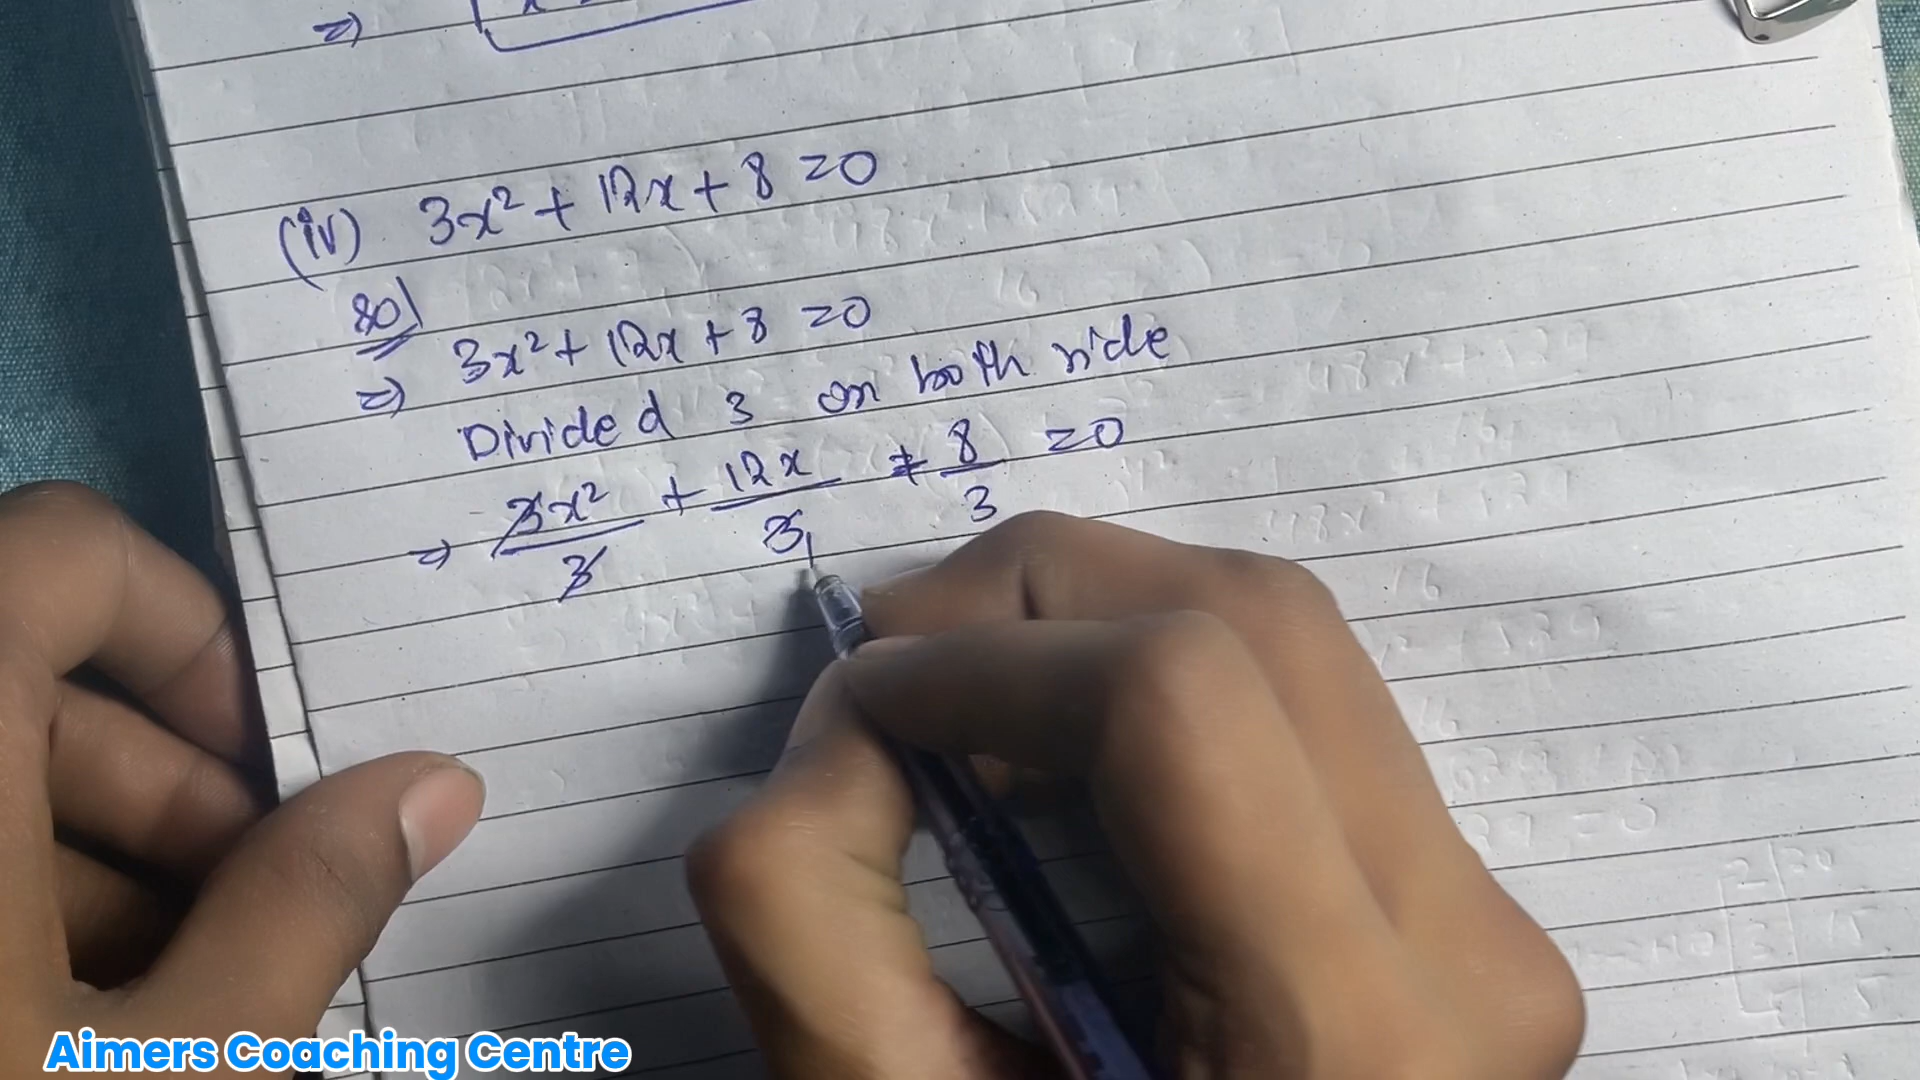 ⇒
(iv) 3x² + 12x + 8 = 0
Sol
⇒ 3x² + 12x + 8 = 0
Divided 3 on both side
⇒ 3x²/3 + 12x/3 + 8/3 = 0
Aimers Coaching Centre